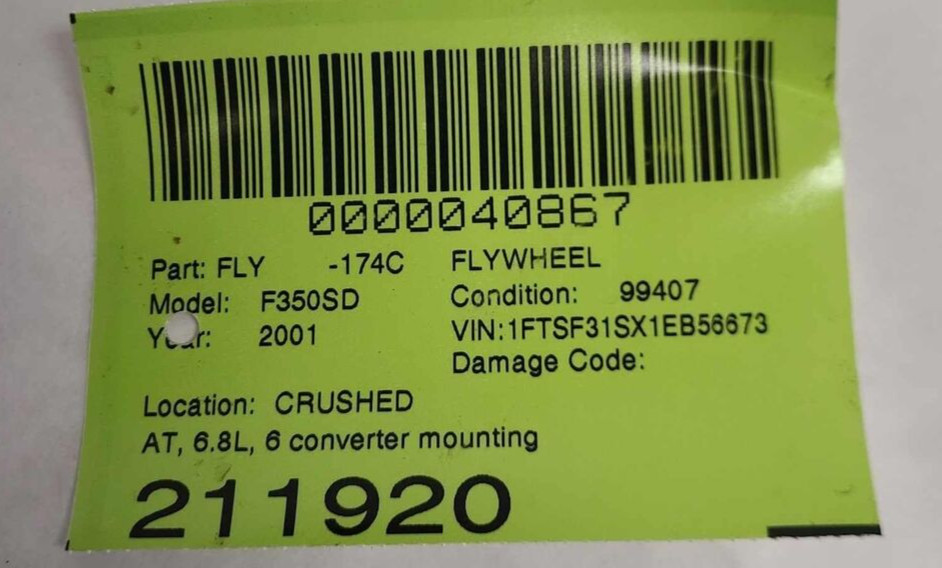 0000040867
Part: FLY -174C FLYWHEEL
Model: F350SD Condition: 99407
Year: 2001 VIN:1FTSF31SX1EB56673
Damage Code:
Location: CRUSHED
AT, 6.8L, 6 converter mounting
211920